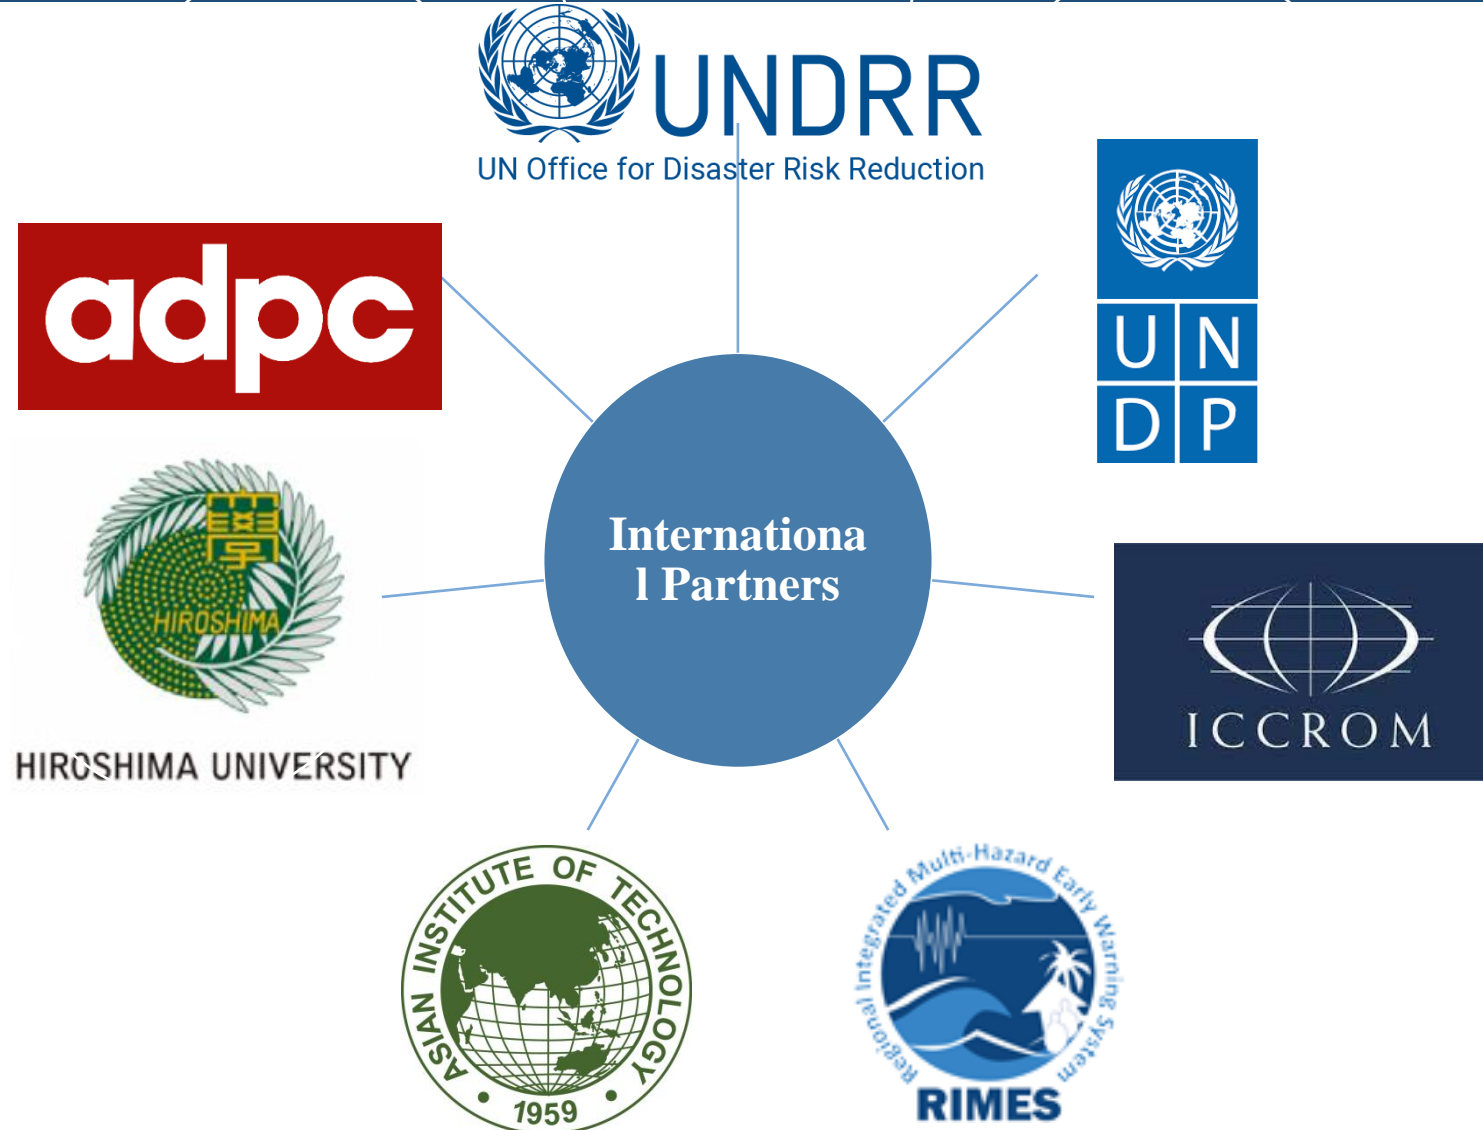 UNDRR
UN Office for Disaster Risk Reduction
adpc
U N
D P
學
HIROSHIMA
HIROSHIMA UNIVERSITY
Internationa
l Partners
ICCROM
ASIAN INSTITUTE OF TECHNOLOGY
1959
Regional Integrated Multi-Hazard Early Warning System
RIMES